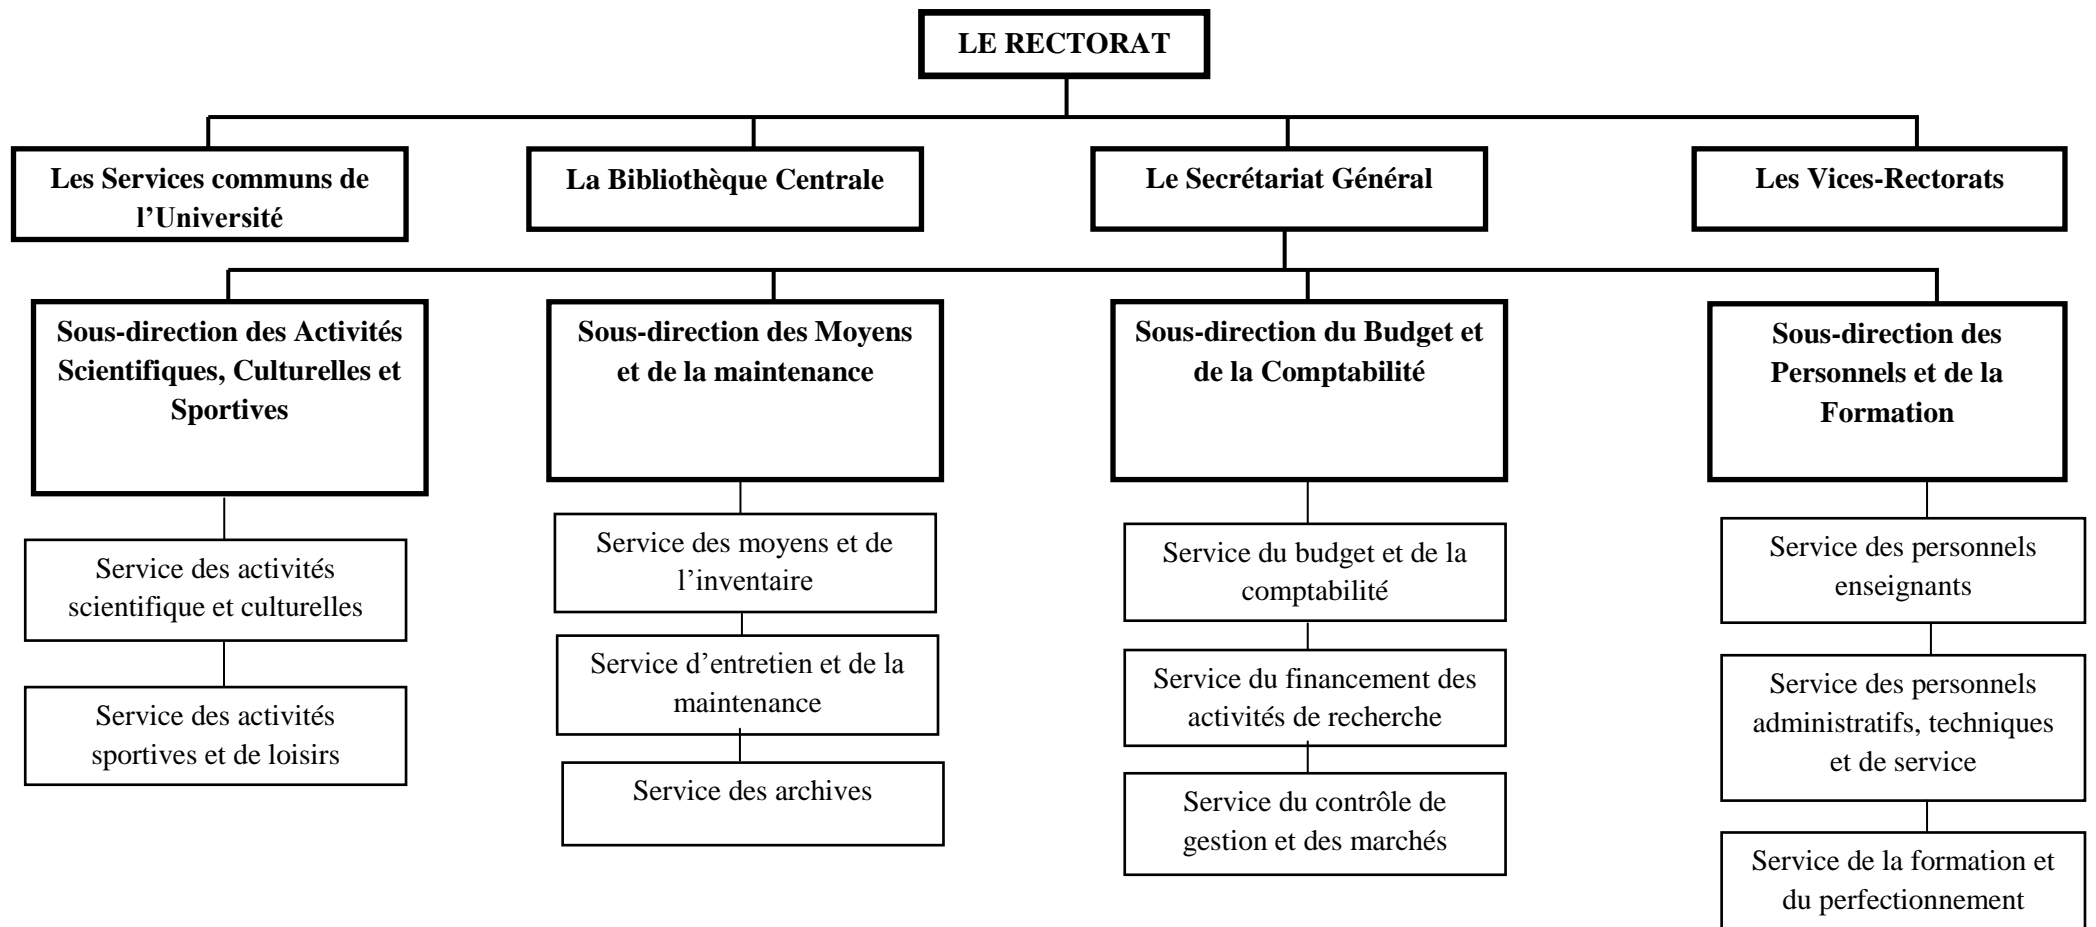 LE RECTORAT
Les Services communs de
l’Université
La Bibliothèque Centrale
Le Secrétariat Général
Les Vices-Rectorats
Sous-direction des Activités
Scientifiques, Culturelles et
Sportives
Sous-direction des Moyens
et de la maintenance
Sous-direction du Budget et
de la Comptabilité
Sous-direction des
Personnels et de la
Formation
Service des activités
scientifique et culturelles
Service des activités
sportives et de loisirs
Service des moyens et de
l’inventaire
Service d’entretien et de la
maintenance
Service des archives
Service du budget et de la
comptabilité
Service du financement des
activités de recherche
Service du contrôle de
gestion et des marchés
Service des personnels
enseignants
Service des personnels
administratifs, techniques
et de service
Service de la formation et
du perfectionnement